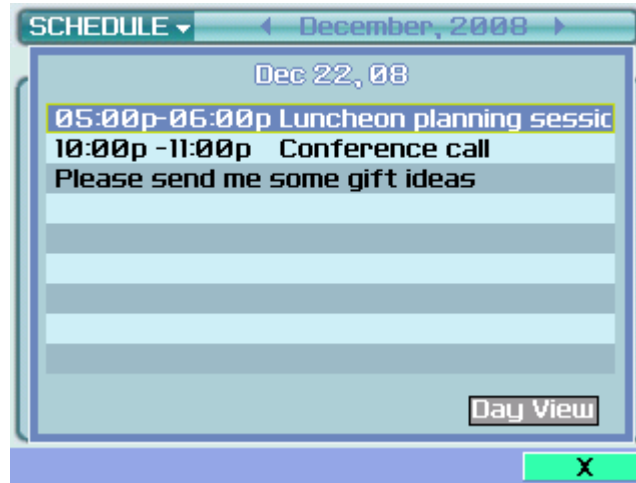 SCHEDULE December, 2008
Dec 22, 08
05:00p-06:00p Luncheon planning sessic
10:00p -11:00p Conference call
Please send me some gift ideas
Day View
X